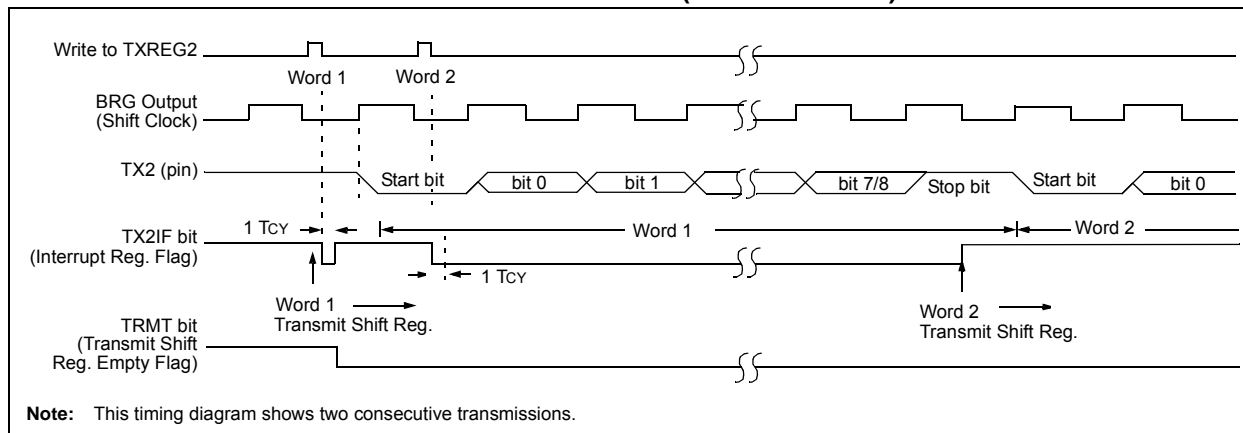 Write to TXREG2
Word 1
Word 2
BRG Output
(Shift Clock)
TX2 (pin)
Start bit
bit 0
bit 1
bit 7/8
Stop bit
Start bit
bit 0
1 TCY
TX2IF bit
(Interrupt Reg. Flag)
Word 1
Word 2
1 TCY
Word 1
Transmit Shift Reg.
Word 2
Transmit Shift Reg.
TRMT bit
(Transmit Shift
Reg. Empty Flag)
Note: This timing diagram shows two consecutive transmissions.